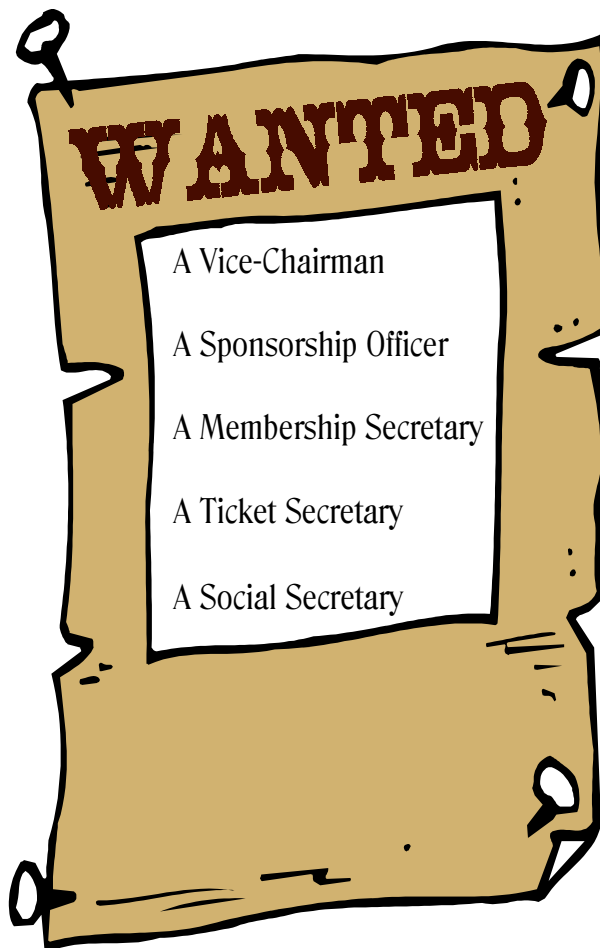 WANTED
A Vice-Chairman
A Sponsorship Officer
A Membership Secretary
A Ticket Secretary
A Social Secretary